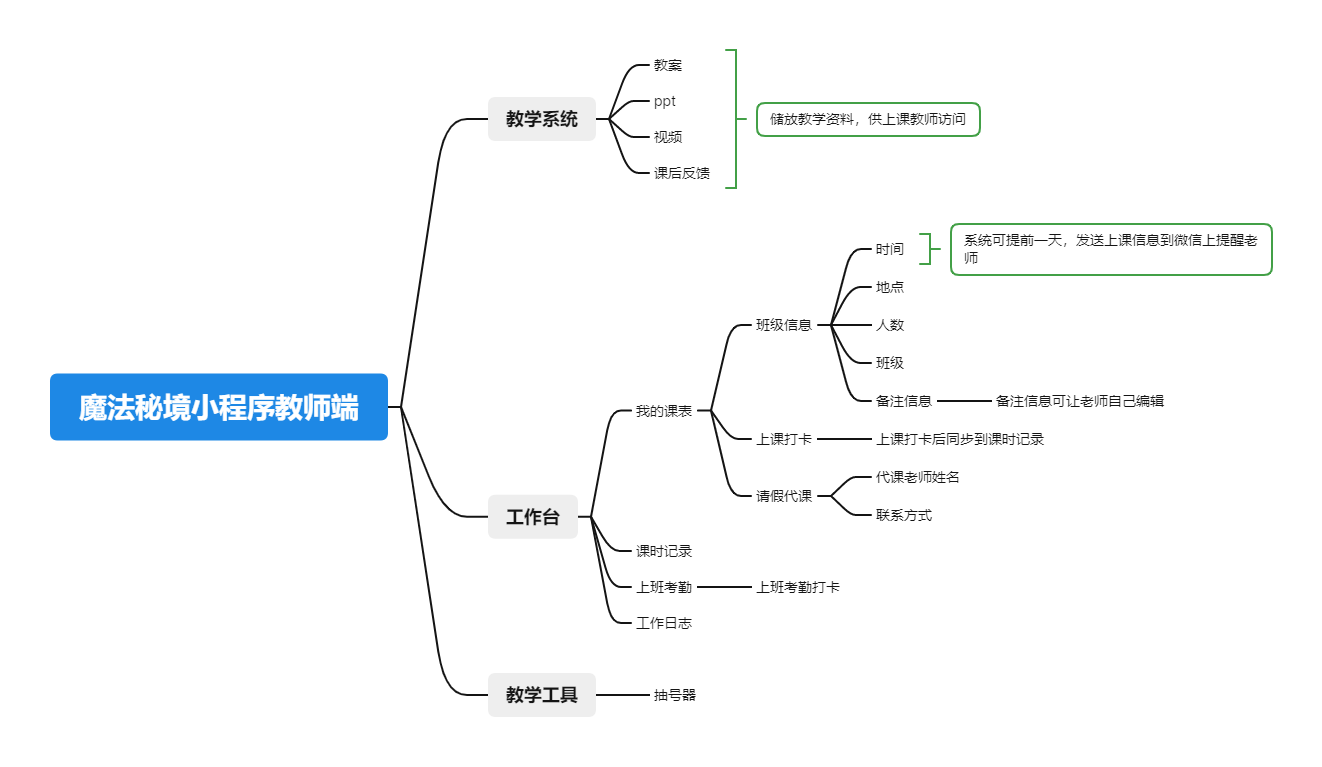 魔法秘境小程序教师端
教学系统
教案
ppt
视频
课后反馈
储放教学资料，供上课教师访问
工作台
我的课表
班级信息
时间
系统可提前一天，发送上课信息到微信上提醒老
师
地点
人数
班级
备注信息
备注信息可让老师自己编辑
上课打卡
上课打卡后同步到课时记录
请假代课
代课老师姓名
联系方式
课时记录
上班考勤
上班考勤打卡
工作日志
教学工具
抽号器